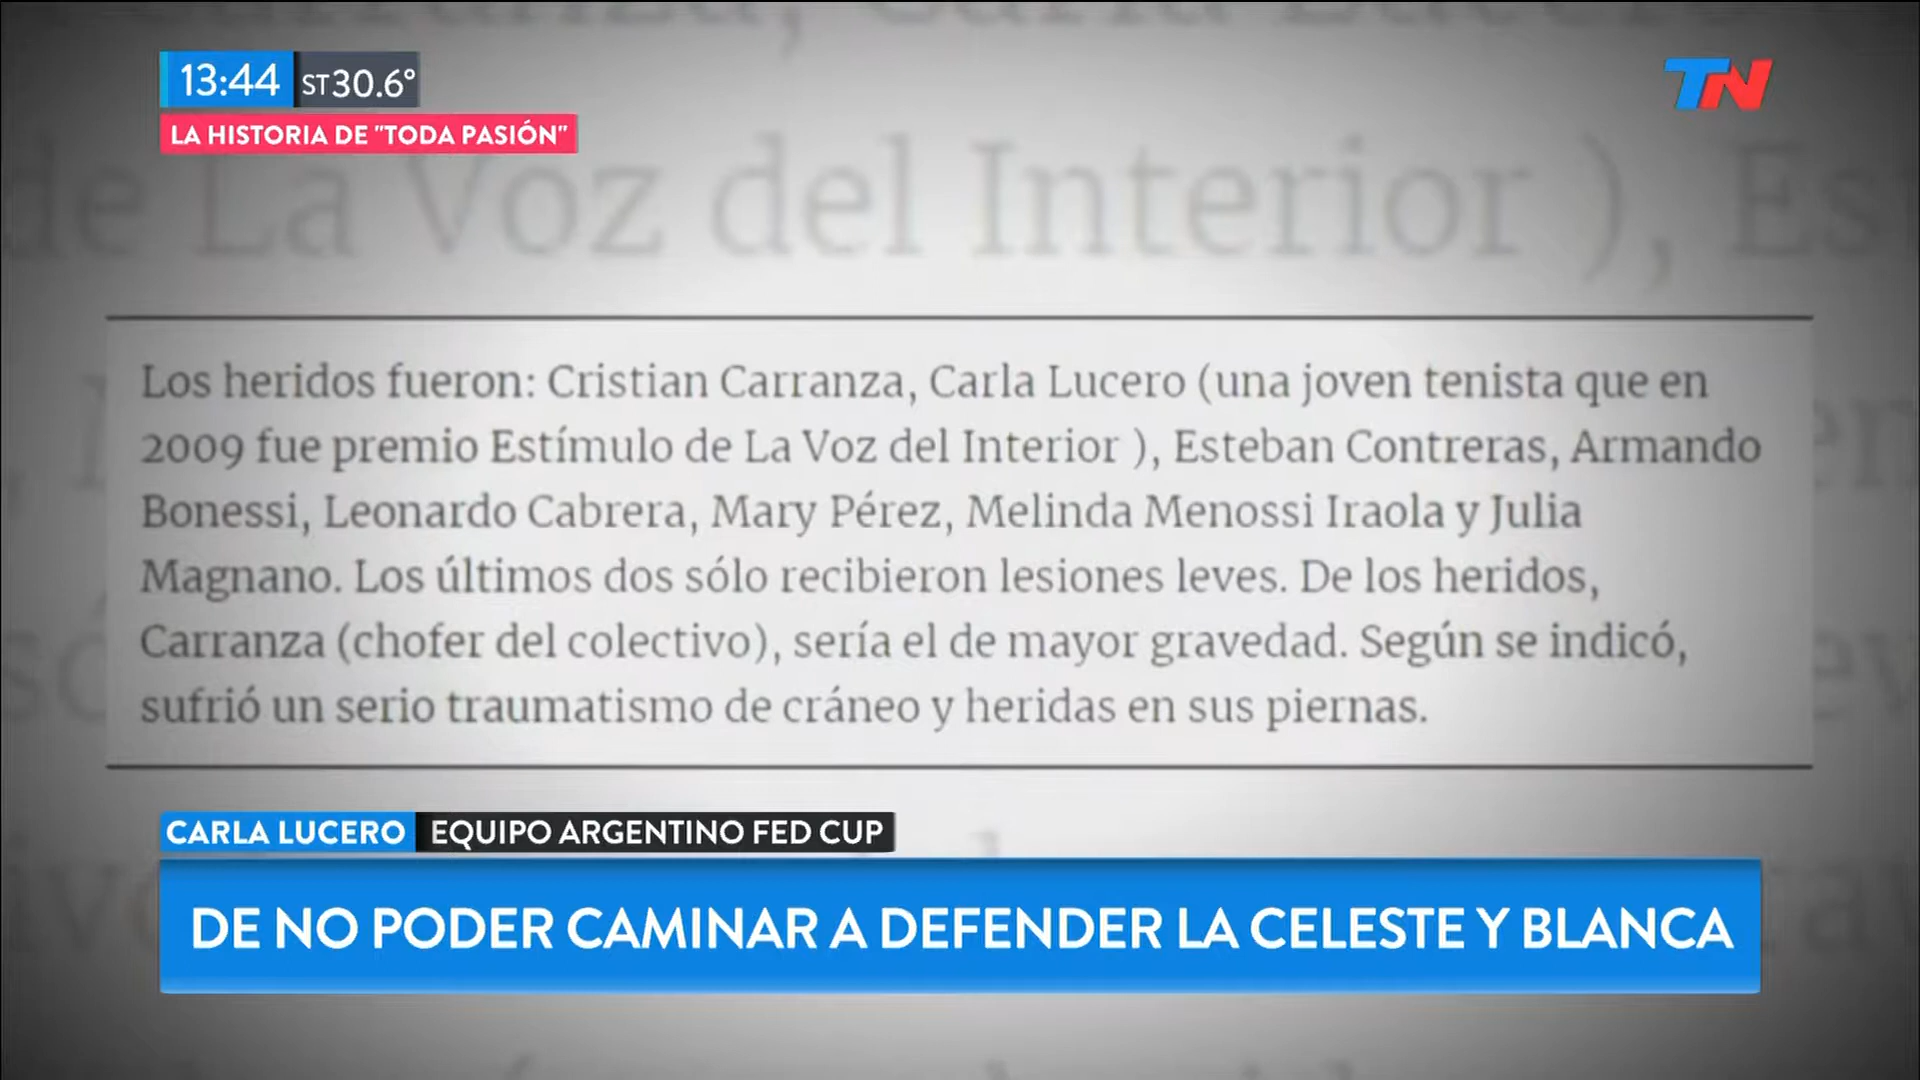 13:44 ST30.6°
TN
LA HISTORIA DE "TODA PASIÓN"
de La Voz del Interior ), Es
Los heridos fueron: Cristian Carranza, Carla Lucero (una joven tenista que en
2009 fue premio Estímulo de La Voz del Interior ), Esteban Contreras, Armando
Bonessi, Leonardo Cabrera, Mary Pérez, Melinda Menossi Iraola y Julia
Magnano. Los últimos dos sólo recibieron lesiones leves. De los heridos,
Carranza (chofer del colectivo), sería el de mayor gravedad. Según se indicó,
sufrió un serio traumatismo de cráneo y heridas en sus piernas.
CARLA LUCERO EQUIPO ARGENTINO FED CUP
DE NO PODER CAMINAR A DEFENDER LA CELESTE Y BLANCA